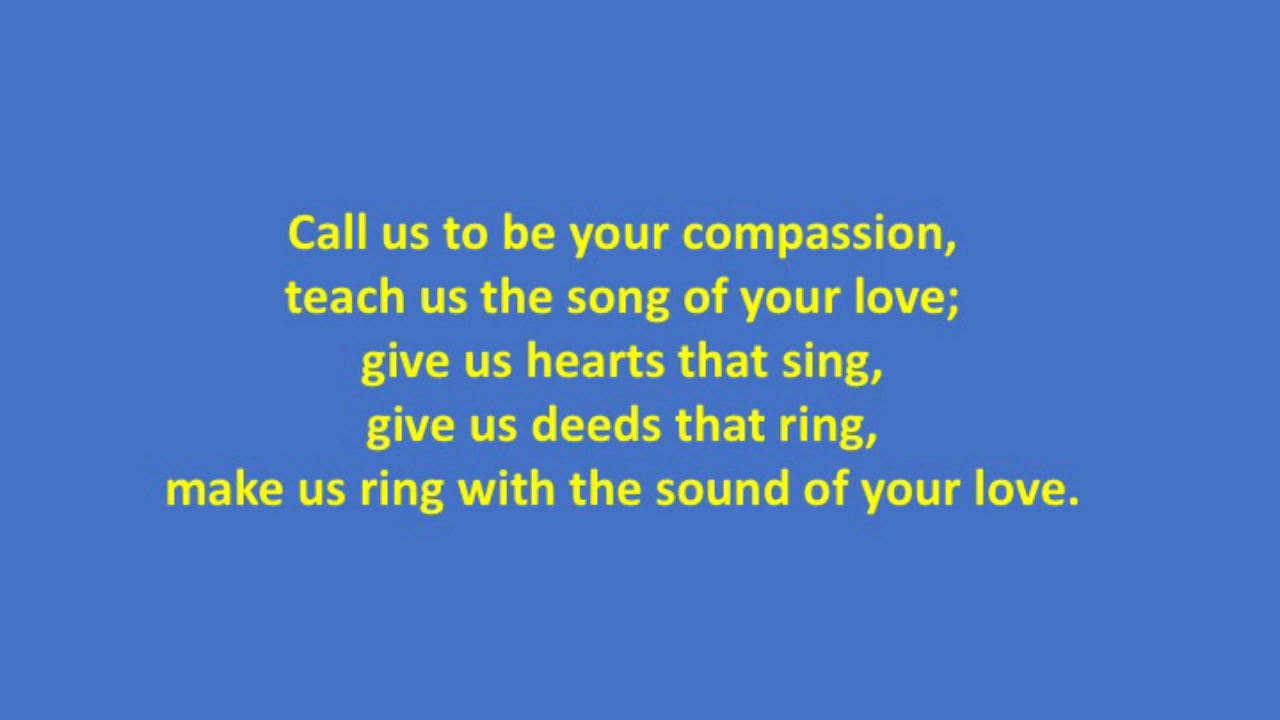 Call us to be your compassion,
teach us the song of your love;
give us hearts that sing,
give us deeds that ring,
make us ring with the sound of your love.